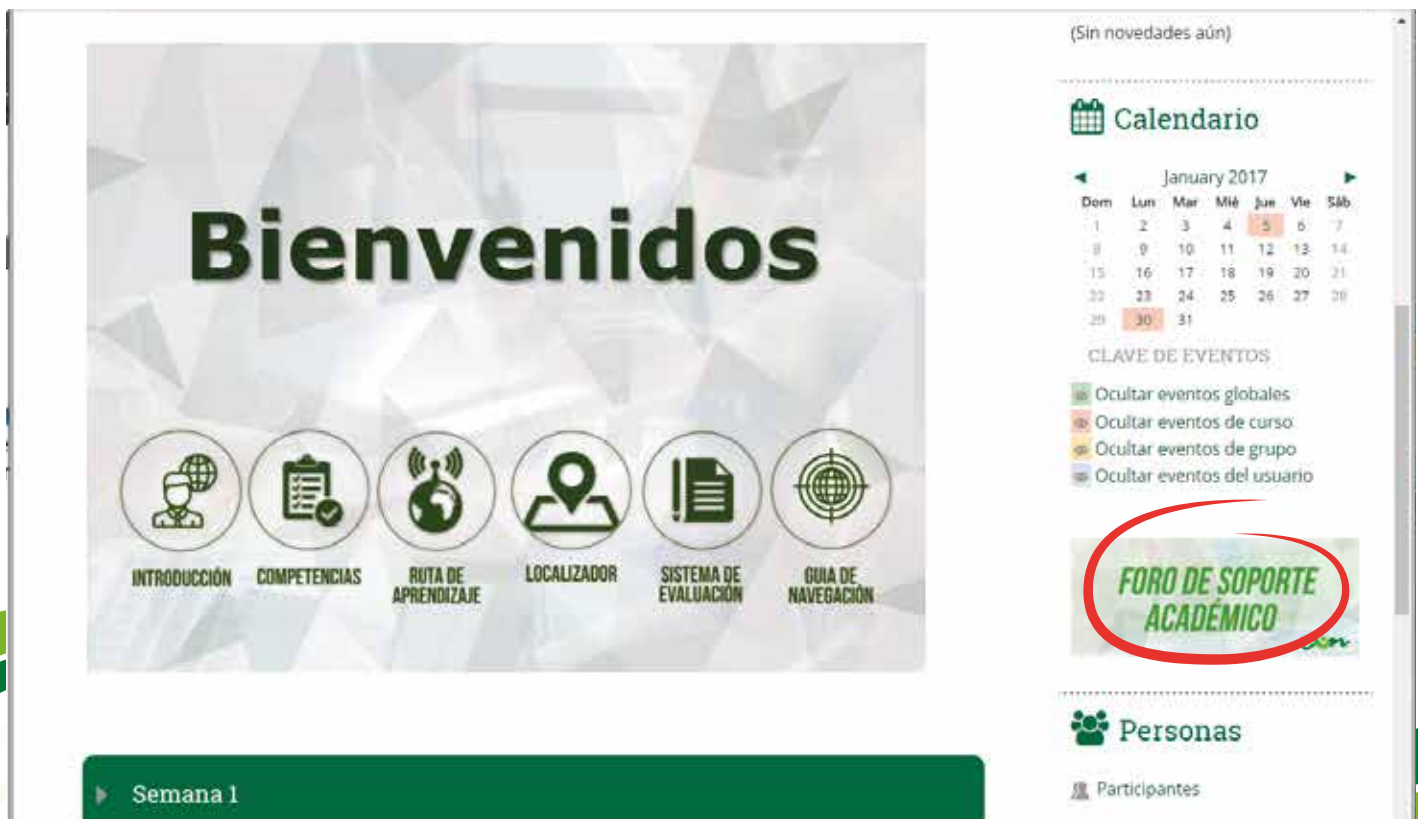 Bienvenidos
INTRODUCCIÓN
COMPETENCIAS
RUTA DE
APRENDIZAJE
LOCALIZADOR
SISTEMA DE
EVALUACIÓN
GUIA DE
NAVEGACIÓN
Semana 1
(Sin novedades aún)
Calendario
January 2017
Dom Lun Mar Mié Jue Vie Sáb
1 2 3 4 5 6 7
8 9 10 11 12 13 14
15 16 17 18 19 20 21
22 23 24 25 26 27 28
29 30 31
CLAVE DE EVENTOS
Ocultar eventos globales
Ocultar eventos de curso
Ocultar eventos de grupo
Ocultar eventos del usuario
FORO DE SOPORTE
ACADÉMICO
Personas
Participantes